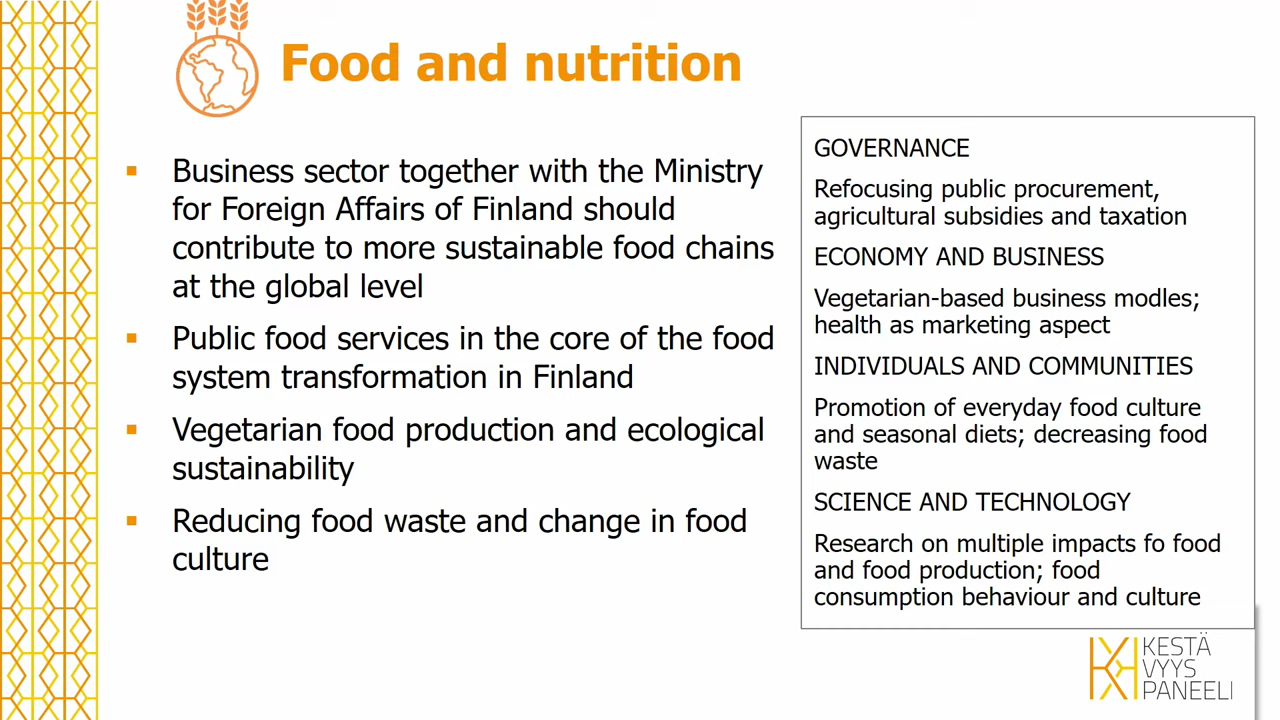 Food and nutrition
Business sector together with the Ministry
for Foreign Affairs of Finland should
contribute to more sustainable food chains
at the global level
Public food services in the core of the food
system transformation in Finland
Vegetarian food production and ecological
sustainability
Reducing food waste and change in food
culture
GOVERNANCE
Refocusing public procurement,
agricultural subsidies and taxation
ECONOMY AND BUSINESS
Vegetarian-based business modles;
health as marketing aspect
INDIVIDUALS AND COMMUNITIES
Promotion of everyday food culture
and seasonal diets; decreasing food
waste
SCIENCE AND TECHNOLOGY
Research on multiple impacts fo food
and food production; food
consumption behaviour and culture
KESTÄ
VYYS
PANEELI